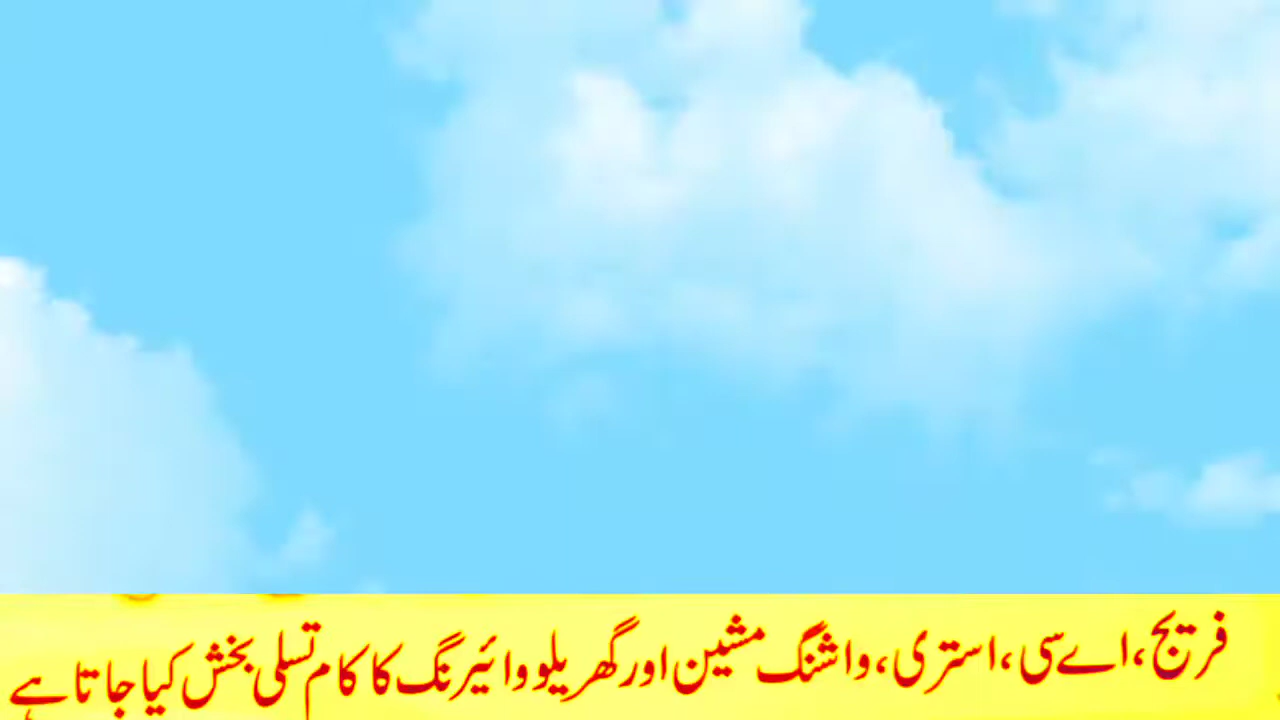 فریج، اے سی، استری، واشنگ مشین اور گھریلو وائیرنگ کا کام تسلی بخش کیا جاتا ہے